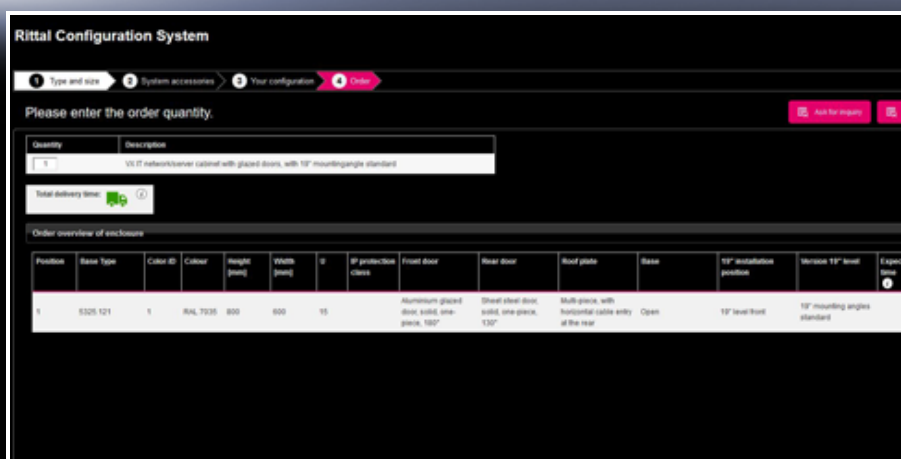 Rittal Configuration System
1 Type and size 2 System accessories 3 Your configuration 4 Order
Please enter the order quantity.
Ask for inquiry
Quantity Description
1 VX IT network/server cabinet with glazed doors, with 19" mountingangle standard
Total delivery time: i
Order overview of enclosure
Position Base Type Color ID Colour Height Width U IP protection Front door Rear door Roof plate Base 19" installation Version 19" level Expec
[mm] [mm] class position time
i
Aluminium glazed Sheet steel door, Multi-piece, with
1 5325.121 1 RAL 7035 800 600 15 door, solid, one- solid, one-piece, horizontal cable entry Open 19" level front 19" mounting angles
piece, 180° 130° at the rear standard